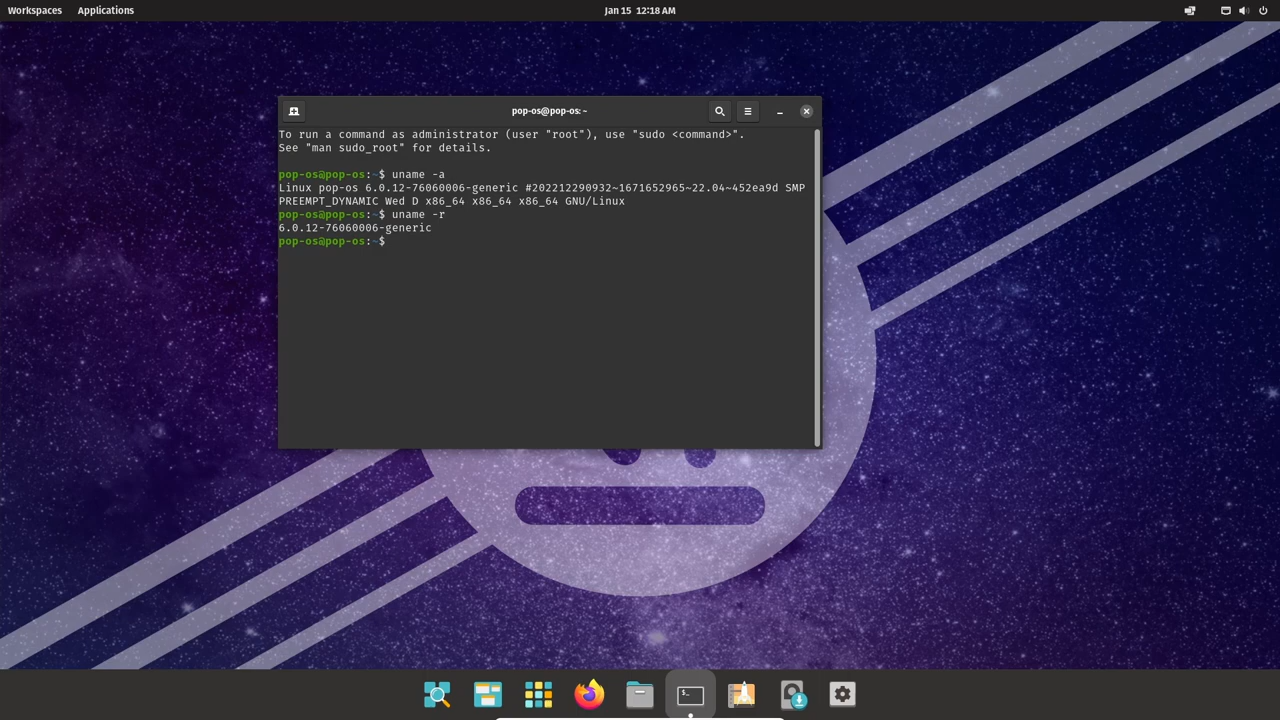 Workspaces Applications Jan 15 12:18 AM
pop-os@pop-os: ~
To run a command as administrator (user "root"), use "sudo <command>".
See "man sudo_root" for details.
pop-os@pop-os:~$ uname -a
Linux pop-os 6.0.12-76060006-generic #202212290932~1671652965~22.04~452ea9d SMP
PREEMPT_DYNAMIC Wed D x86_64 x86_64 x86_64 GNU/Linux
pop-os@pop-os:~$ uname -r
6.0.12-76060006-generic
pop-os@pop-os:~$
$_